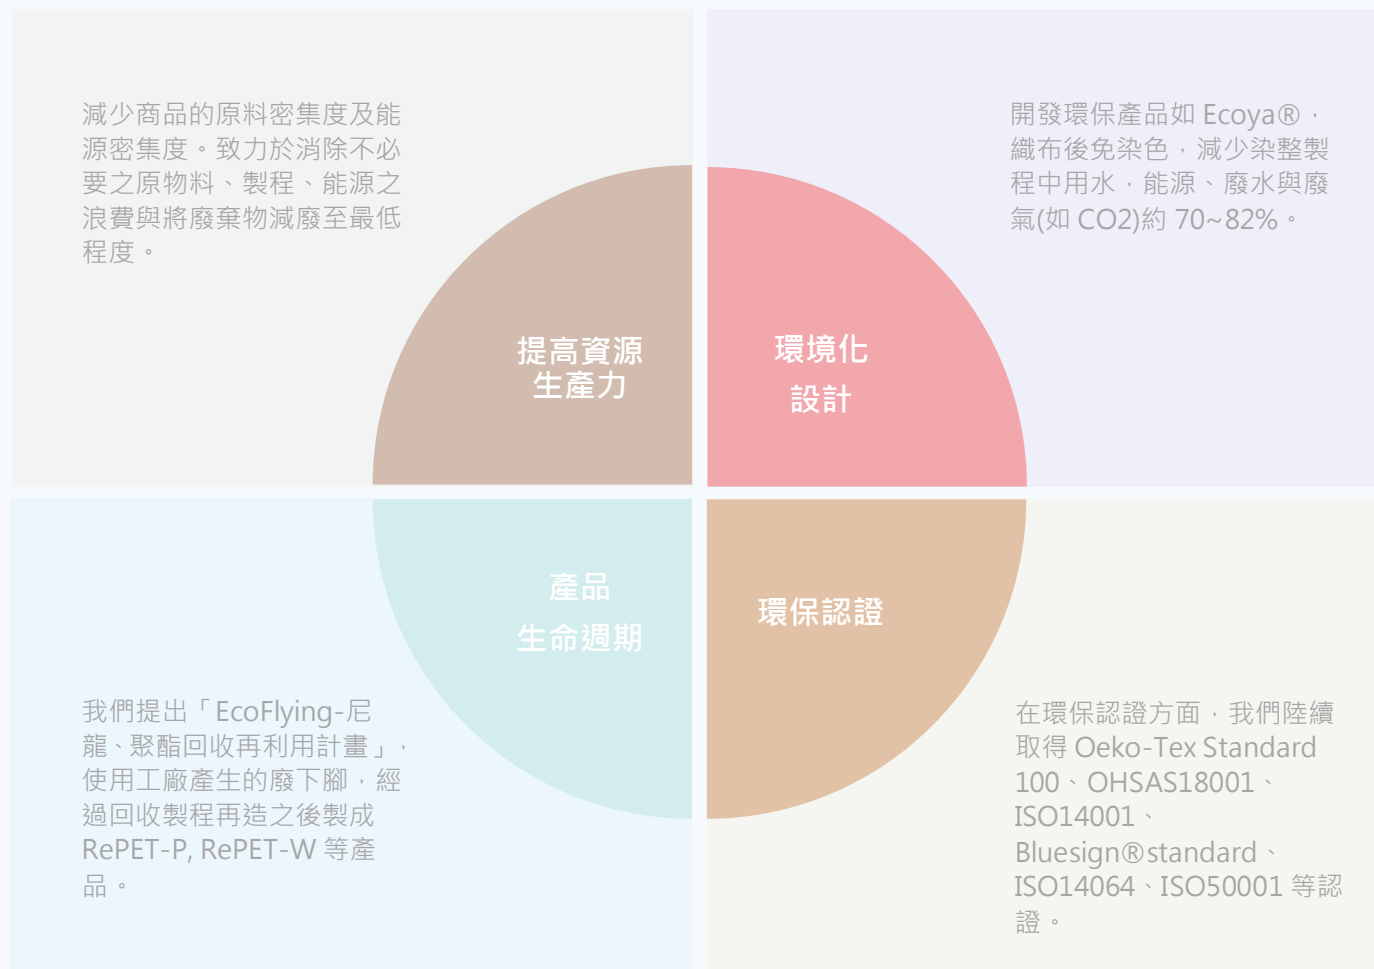 減少商品的原料密集度及能
源密集度。致力於消除不必
要之原物料、製程、能源之
浪費與將廢棄物減廢至最低
程度。
提高資源
生產力
開發環保產品如 Ecoya®，
織布後免染色，減少染整製
程中用水，能源、廢水與廢
氣(如 CO2)約 70~82%。
環境化
設計
產品
生命週期
我們提出「EcoFlying-尼
龍、聚酯回收再利用計畫」，
使用工廠產生的廢下腳，經
過回收製程再造之後製成
RePET-P, RePET-W 等產
品。
環保認證
在環保認證方面，我們陸續
取得 Oeko-Tex Standard
100、OHSAS18001、
ISO14001、
Bluesign®standard、
ISO14064、ISO50001 等認
證。